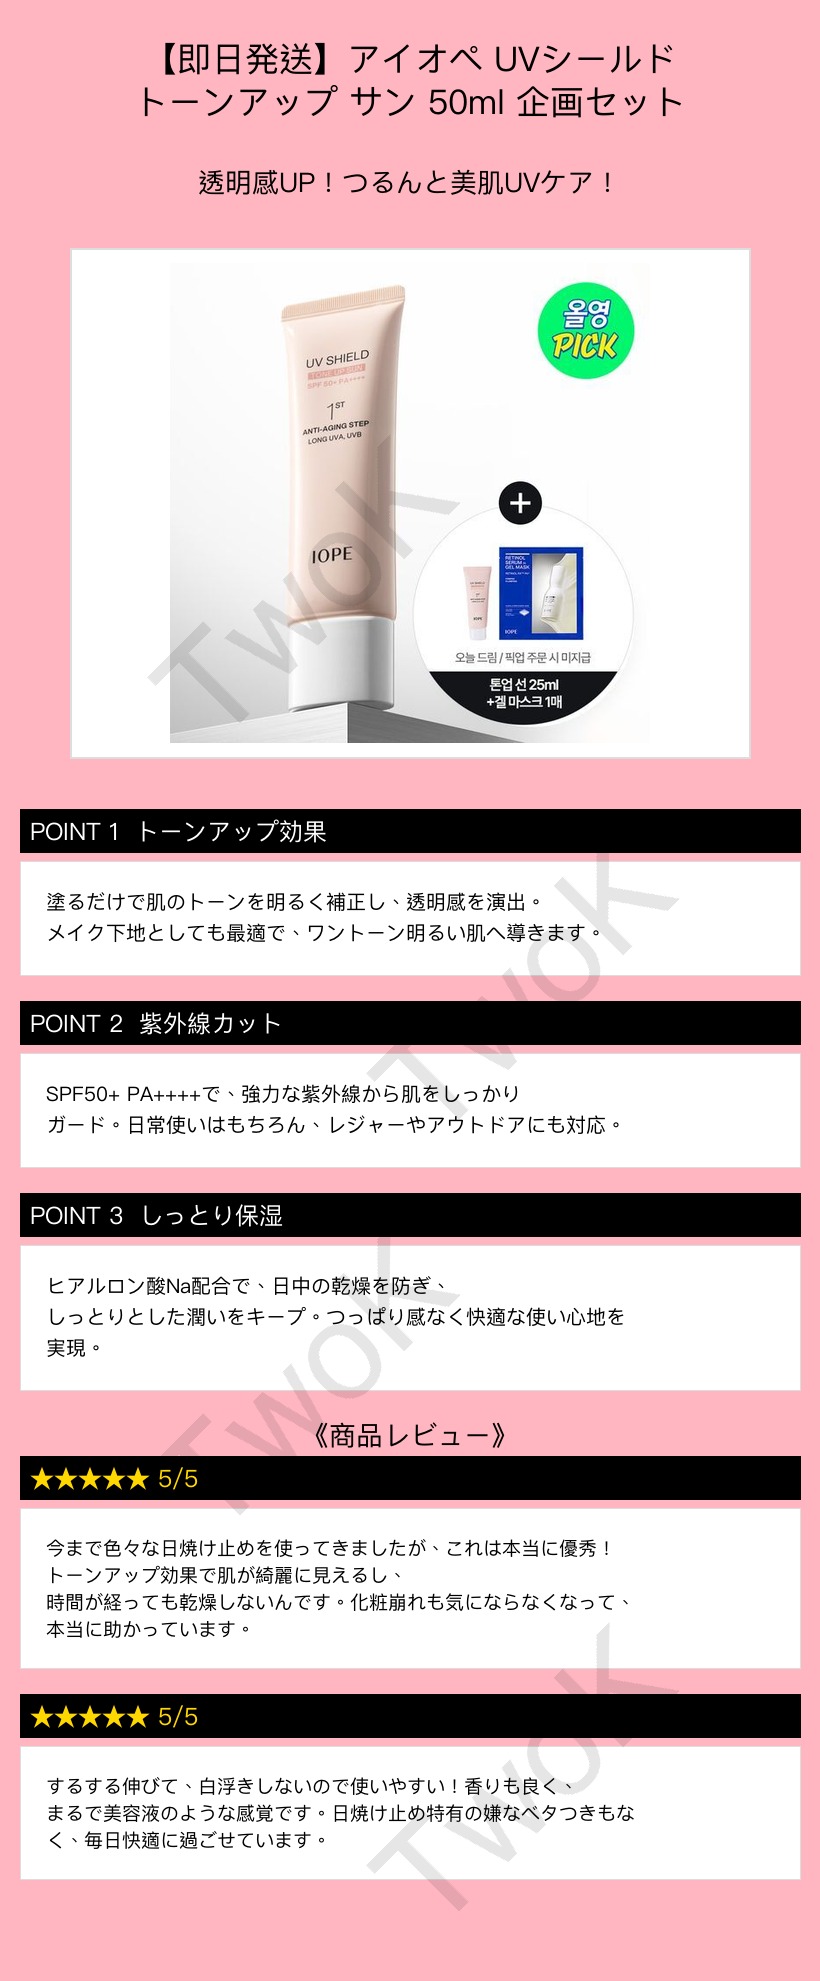 【即日発送】アイオペ UVシールド
トーンアップ サン 50ml 企画セット
透明感UP！つるんと美肌UVケア！
올영
PICK
UV SHIELD
TONE UP SUN
SPF 50+ PA++++
1ST
ANTI-AGING STEP
LONG UVA, UVB
IOPE
+
UV SHIELD
RETINOL
SERUM in
GEL MASK
IOPE
IOPE
오늘 드림 / 픽업 주문 시 미지급
톤업 선 25ml
+겔 마스크 1매
TwoK
POINT 1 トーンアップ効果
塗るだけで肌のトーンを明るく補正し、透明感を演出。
メイク下地としても最適で、ワントーン明るい肌へ導きます。
TwoK
POINT 2 紫外線カット
SPF50+ PA++++で、強力な紫外線から肌をしっかり
ガード。日常使いはもちろん、レジャーやアウトドアにも対応。
POINT 3 しっとり保湿
ヒアルロン酸Na配合で、日中の乾燥を防ぎ、
しっとりとした潤いをキープ。つっぱり感なく快適な使い心地を
実現。
TwoK
《商品レビュー》
★★★★★ 5/5
今まで色々な日焼け止めを使ってきましたが、これは本当に優秀！
トーンアップ効果で肌が綺麗に見えるし、
時間が経っても乾燥しないんです。化粧崩れも気にならなくなって、
本当に助かっています。
★★★★★ 5/5
するする伸びて、白浮きしないので使いやすい！香りも良く、
まるで美容液のような感覚です。日焼け止め特有の嫌なベタつきもな
く、毎日快適に過ごせています。
TwoK